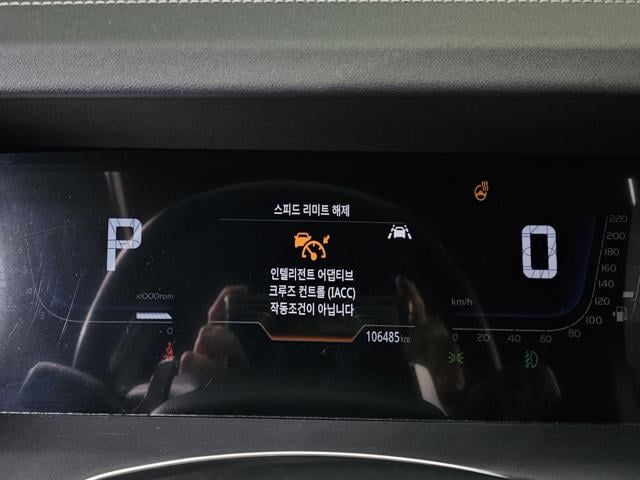 스피드 리미트 해제
P
0
인텔리전트 어댑티브
크루즈 컨트롤 (IACC)
작동조건이 아닙니다
x1000rpm
0
106485 km
km/h
0 20 40 60 80
100
120
140
160
180
200
220